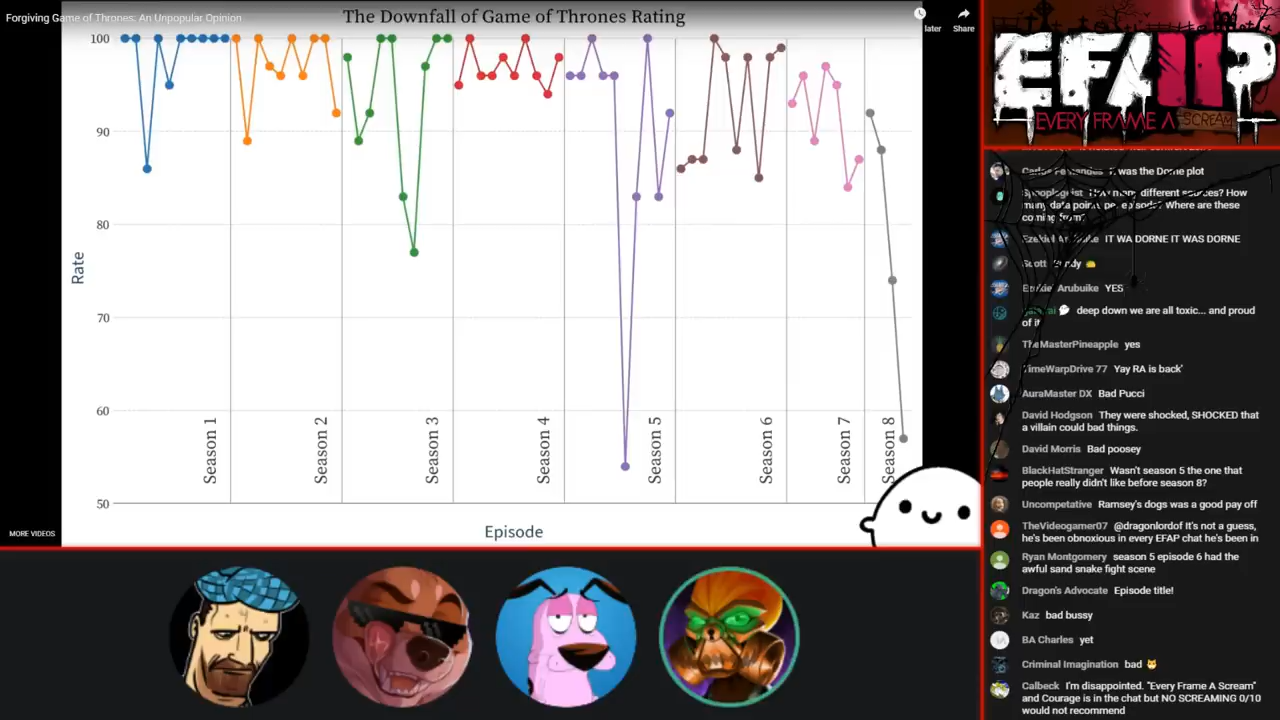 Forgiving Game of Thrones: An Unpopular Opinion
The Downfall of Game of Thrones Rating
later
Share
100
90
80
70
60
50
Rate
Season 1
Season 2
Season 3
Season 4
Season 5
Season 6
Season 7
Season 8
Episode
MORE VIDEOS
EFAP
EVERY FRAME A SCREAM
It was the Dome plot
How many different sources? How
many data points per episode? Where are these
coming from?
IT WA DORNE IT WAS DORNE
Ezekiel Arubuike YES
deep down we are all toxic... and proud
of it
TheMasterPineapple yes
TimeWarpDrive 77 Yay RA is back'
AuraMaster DX Bad Pucci
David Hodgson They were shocked, SHOCKED that
a villain could bad things.
David Morris Bad poosey
BlackHatStranger Wasn't season 5 the one that
people really didn't like before season 8?
Uncompetative Ramsey's dogs was a good pay off
TheVideogamer07 @dragonlordof It's not a guess,
he's been obnoxious in every EFAP chat he's been in
Ryan Montgomery season 5 episode 6 had the
awful sand snake fight scene
Dragon's Advocate Episode title!
Kaz bad bussy
BA Charles yet
Criminal Imagination bad
Calbeck I'm disappointed. "Every Frame A Scream"
and Courage is in the chat but NO SCREAMING 0/10
would not recommend